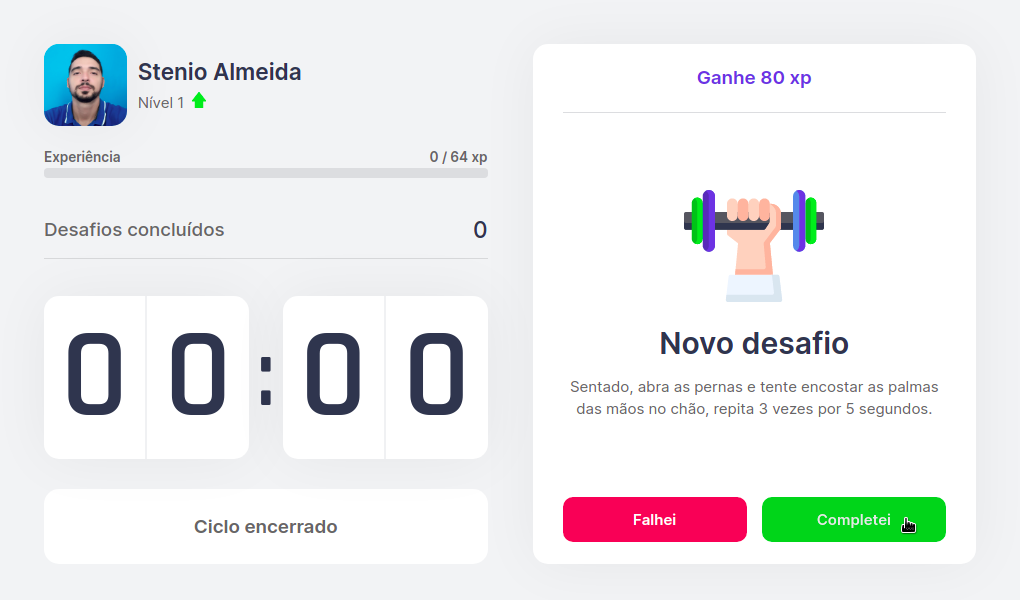 Stenio Almeida
Nível 1
Experiência
0 / 64 xp
Desafios concluídos
0
00:00
Ciclo encerrado
Ganhe 80 xp
Novo desafio
Sentado, abra as pernas e tente encostar as palmas
das mãos no chão, repita 3 vezes por 5 segundos.
Falhei
Completei